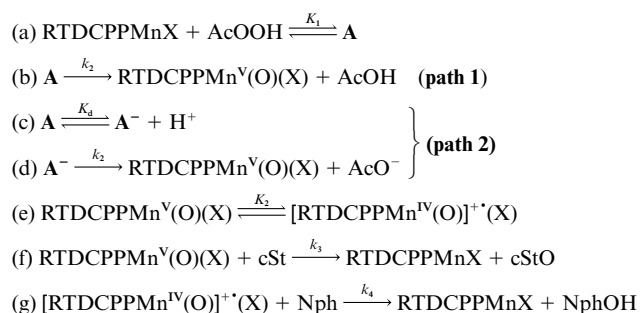 (a) RTDCPPMnX + AcOOH ⇌ A K₁
(b) A →k₂ RTDCPPMnⱽ(O)(X) + AcOH (path 1)
(c) A ⇌ A⁻ + H⁺ K_d
(d) A⁻ →k₂ RTDCPPMnⱽ(O)(X) + AcO⁻ (path 2)
(e) RTDCPPMnⱽ(O)(X) ⇌ [RTDCPPMnᴵⱽ(O)]⁺˙(X) K₂
(f) RTDCPPMnⱽ(O)(X) + cSt →k₃ RTDCPPMnX + cStO
(g) [RTDCPPMnᴵⱽ(O)]⁺˙(X) + Nph →k₄ RTDCPPMnX + NphOH